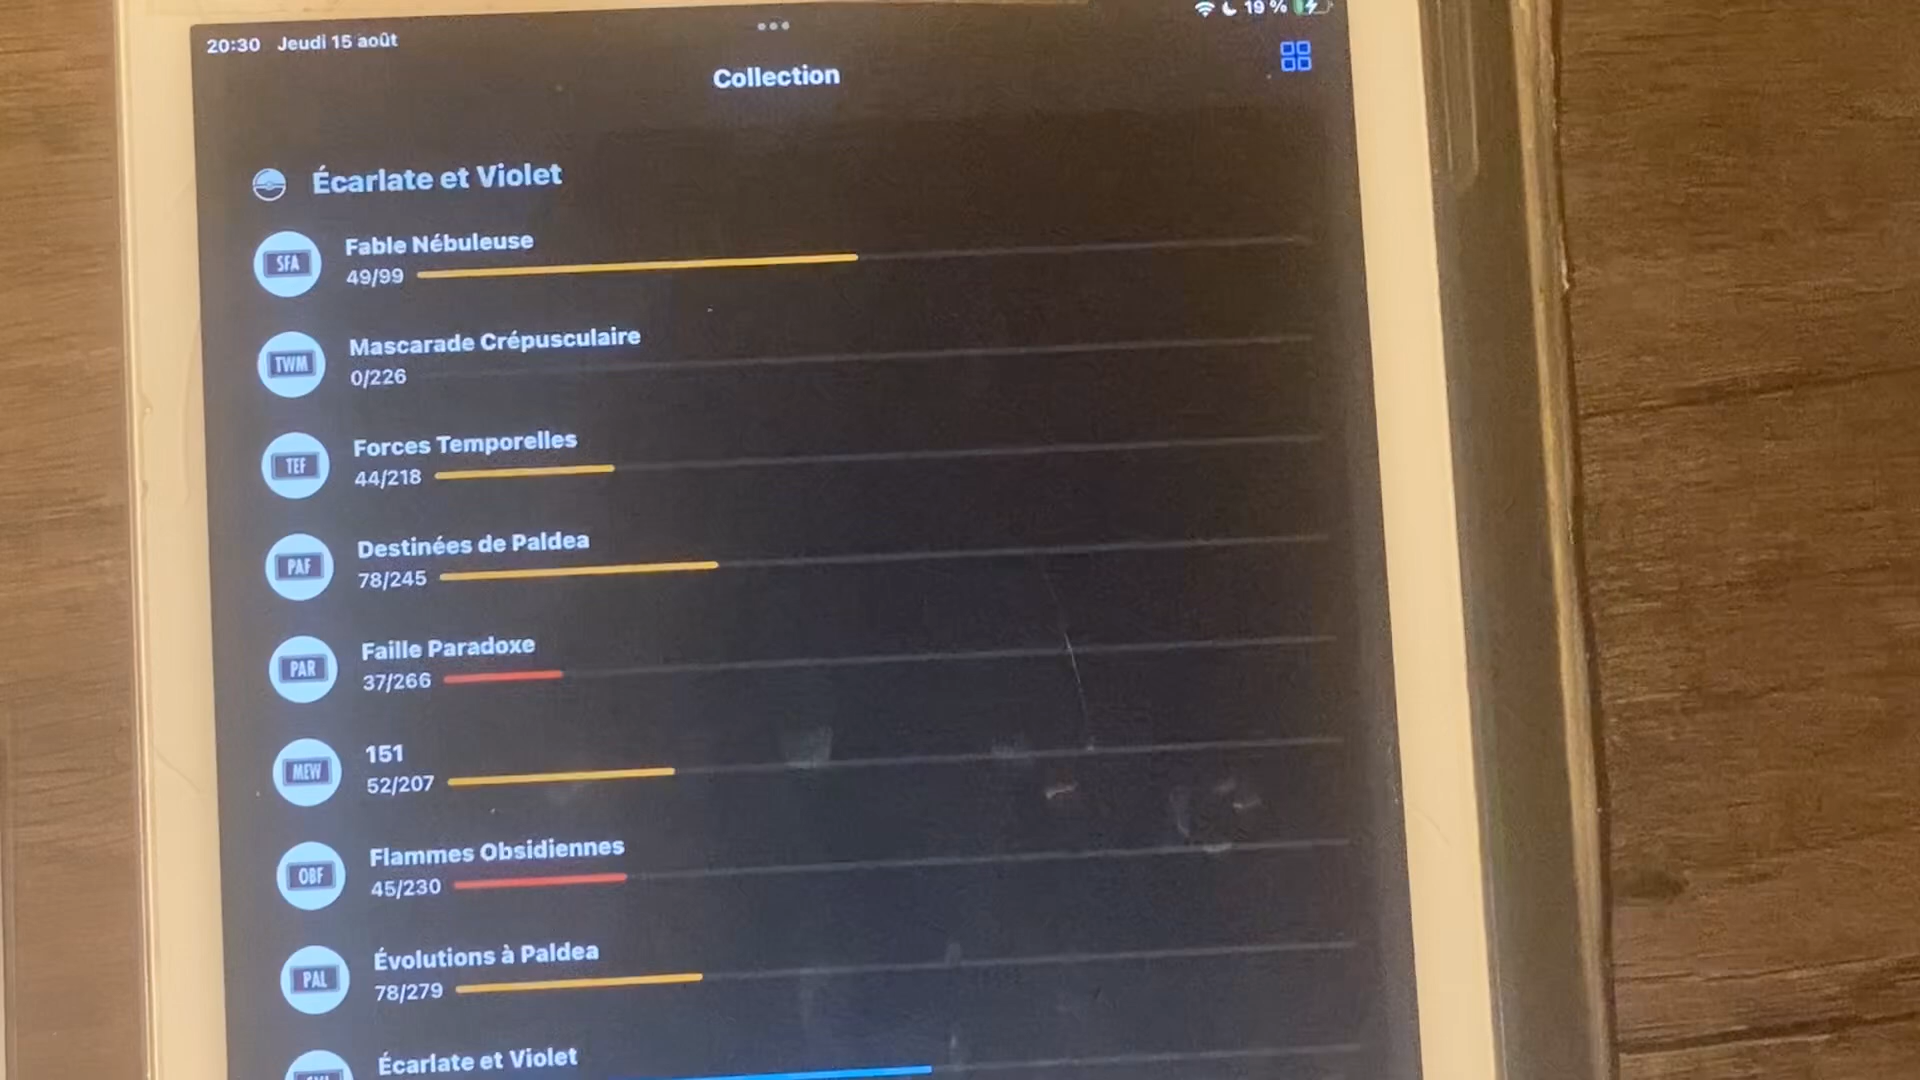 20:30 Jeudi 15 août
19 %
Collection
Écarlate et Violet
SFA
Fable Nébuleuse
49/99
TWM
Mascarade Crépusculaire
0/226
TEF
Forces Temporelles
44/218
PAF
Destinées de Paldea
78/245
PAR
Faille Paradoxe
37/266
MEW
151
52/207
OBF
Flammes Obsidiennes
45/230
PAL
Évolutions à Paldea
78/279
Écarlate et Violet